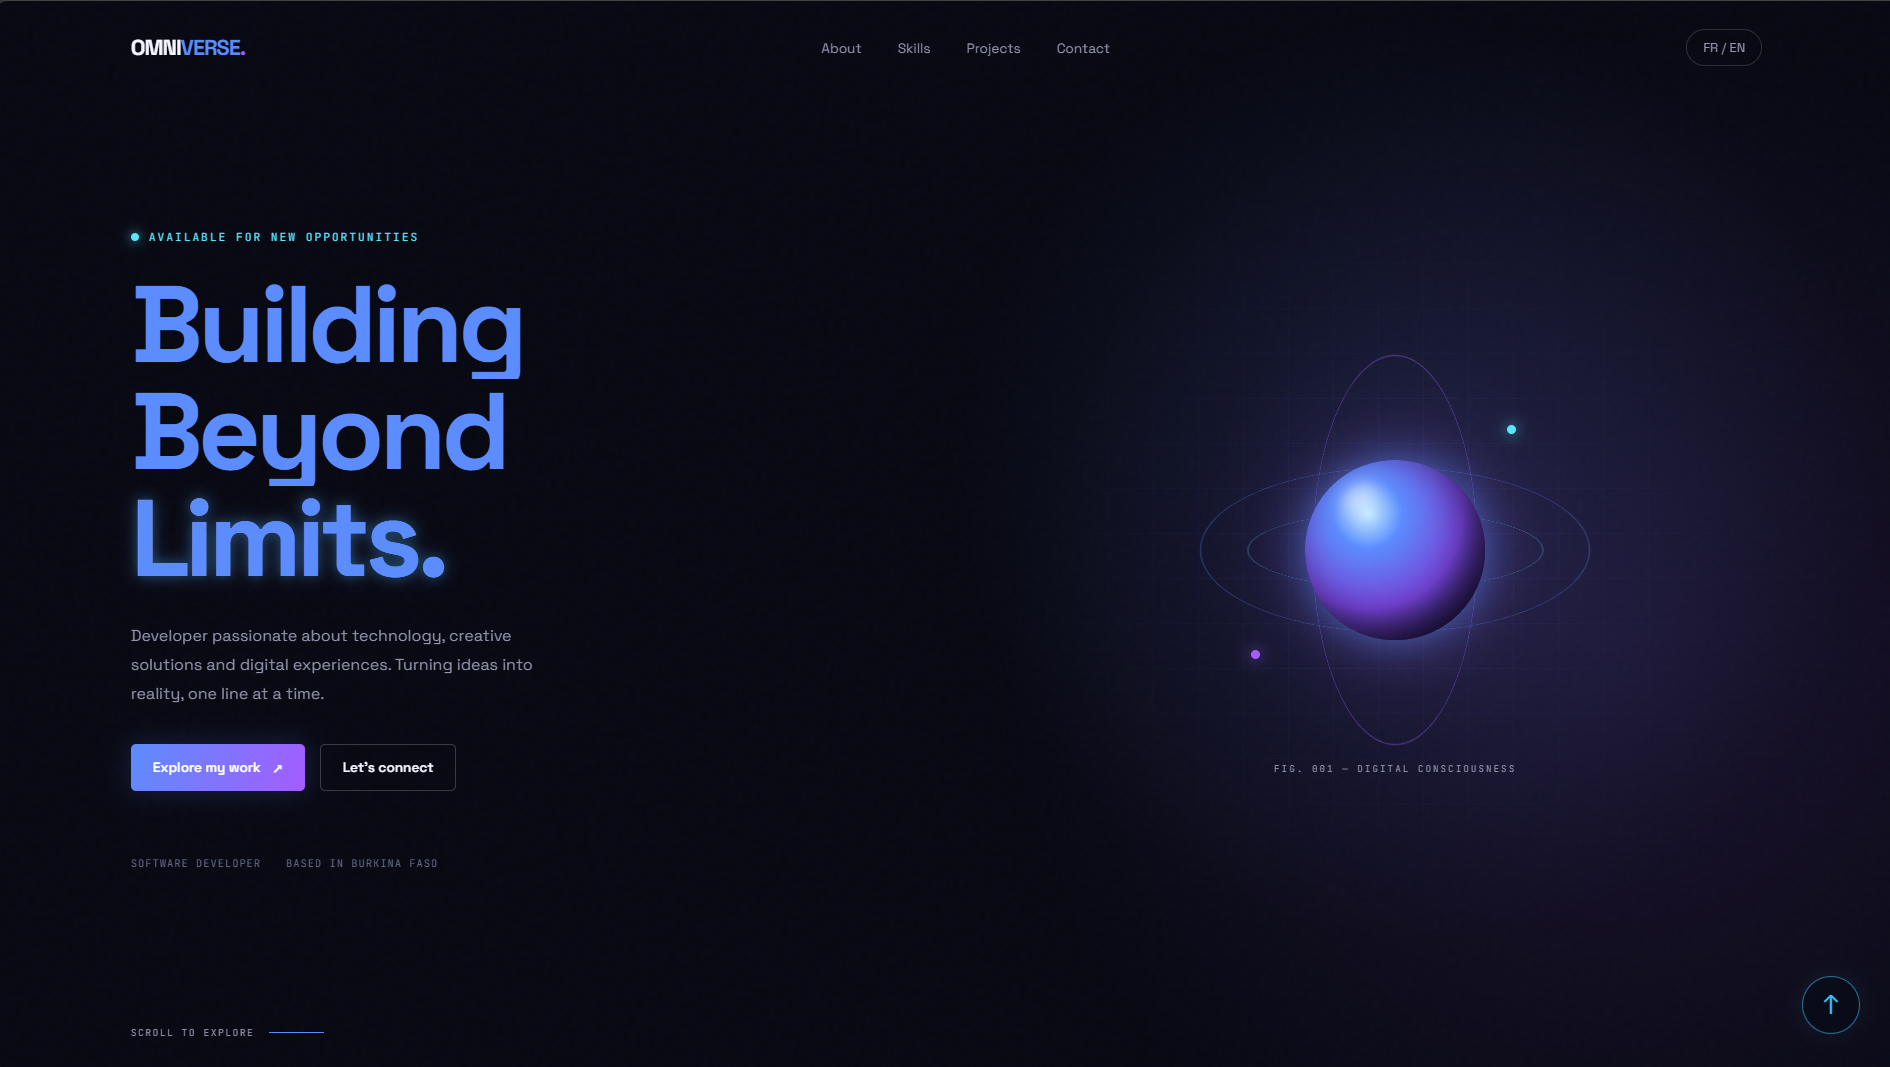 OMNIVERSE.
About
Skills
Projects
Contact
FR / EN
AVAILABLE FOR NEW OPPORTUNITIES
Building
Beyond
Limits.
Developer passionate about technology, creative
solutions and digital experiences. Turning ideas into
reality, one line at a time.
Explore my work ↗
Let's connect
FIG. 001 — DIGITAL CONSCIOUSNESS
SOFTWARE DEVELOPER
BASED IN BURKINA FASO
SCROLL TO EXPLORE